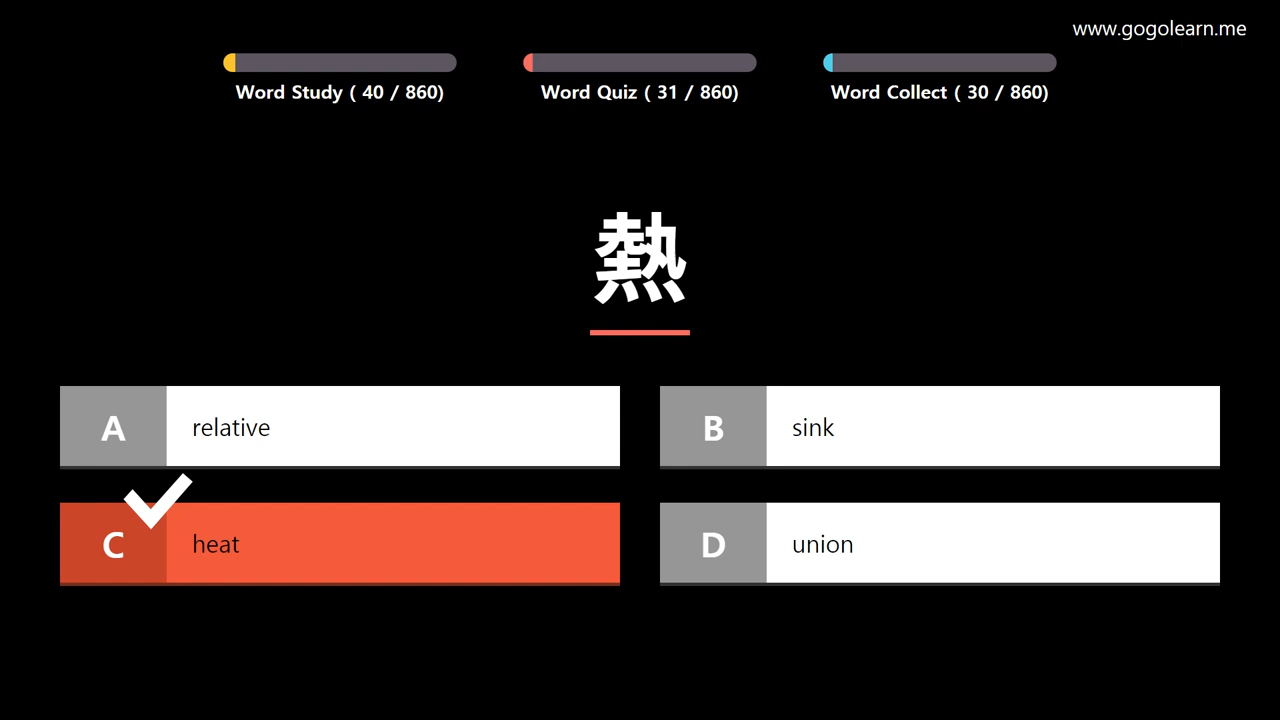 www.gogolearn.me
Word Study ( 40 / 860)
Word Quiz ( 31 / 860)
Word Collect ( 30 / 860)
熱
A relative
B sink
C heat
D union